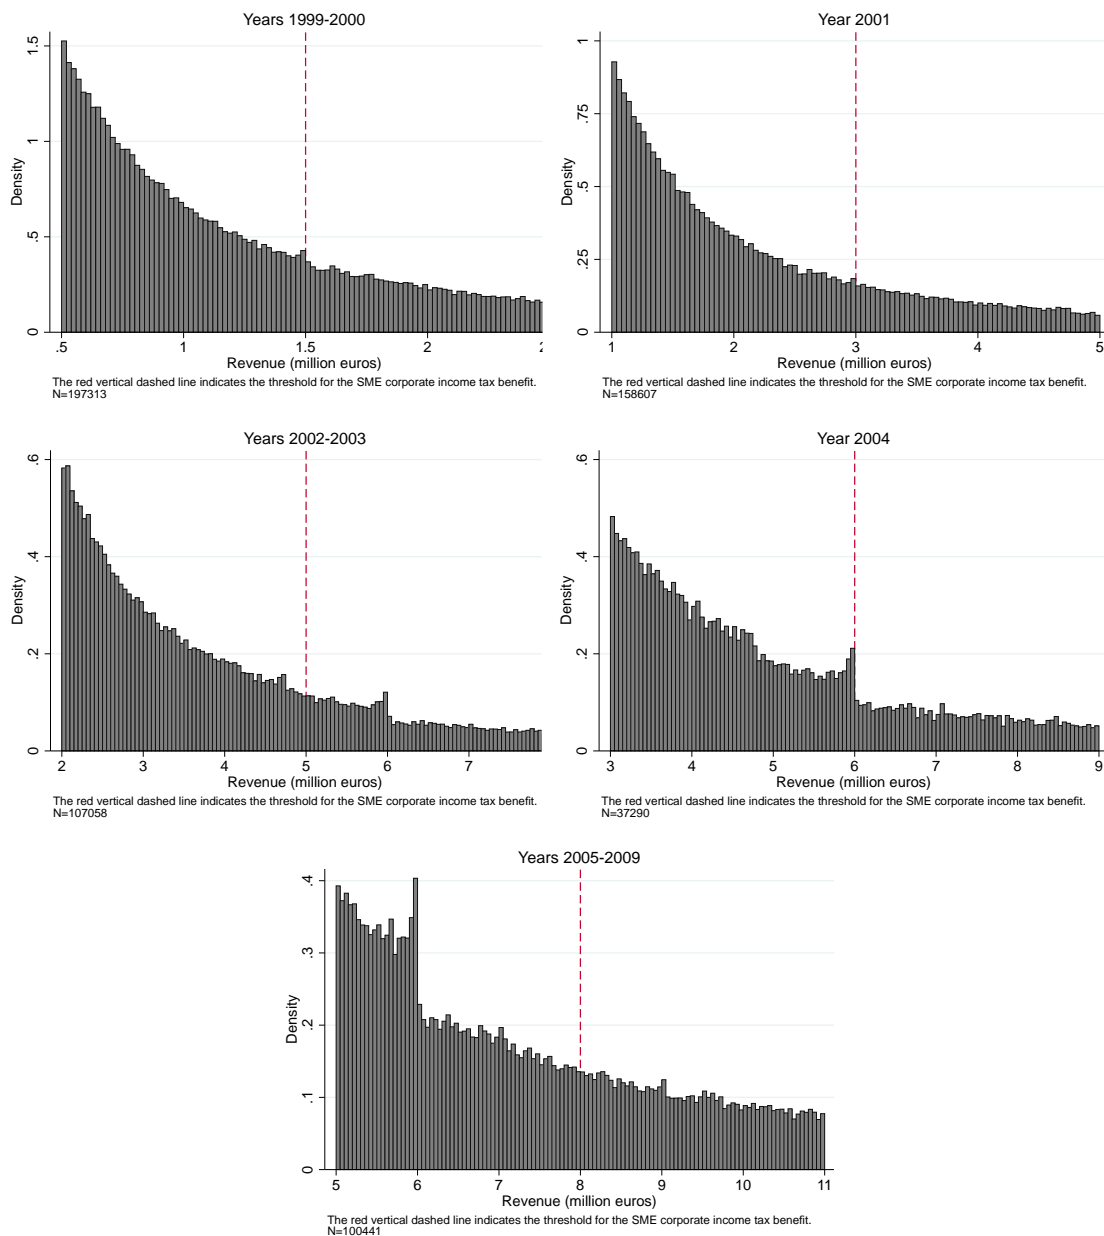 Years 1999-2000
Density
0
.5
1
1.5
.5
1
1.5
2
2
Revenue (million euros)
The red vertical dashed line indicates the threshold for the SME corporate income tax benefit.
N=197313
Year 2001
Density
0
.25
.5
.75
1
1
2
3
4
5
Revenue (million euros)
The red vertical dashed line indicates the threshold for the SME corporate income tax benefit.
N=158607
Years 2002-2003
Density
0
.2
.4
.6
2
3
4
5
6
7
Revenue (million euros)
The red vertical dashed line indicates the threshold for the SME corporate income tax benefit.
N=107058
Year 2004
Density
0
.2
.4
.6
3
4
5
6
7
8
9
Revenue (million euros)
The red vertical dashed line indicates the threshold for the SME corporate income tax benefit.
N=37290
Years 2005-2009
Density
0
.1
.2
.3
.4
5
6
7
8
9
10
11
Revenue (million euros)
The red vertical dashed line indicates the threshold for the SME corporate income tax benefit.
N=100441